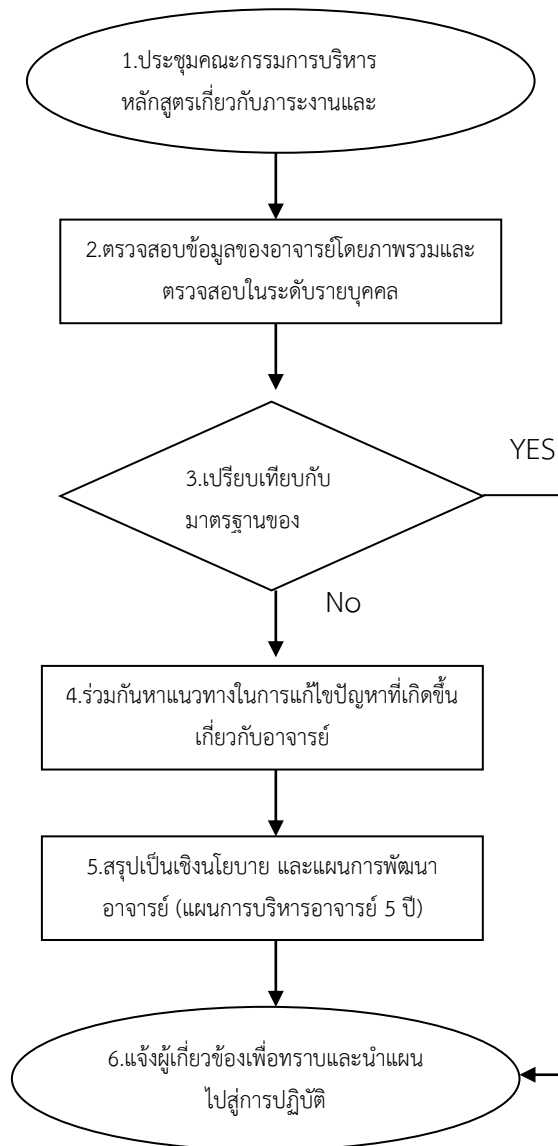 1.ประชุมคณะกรรมการบริหาร
หลักสูตรเกี่ยวกับภาระงานและ
2.ตรวจสอบข้อมูลของอาจารย์โดยภาพรวมและ
ตรวจสอบในระดับรายบุคคล
3.เปรียบเทียบกับ
มาตรฐานของ
YES
No
4.ร่วมกันหาแนวทางในการแก้ไขปัญหาที่เกิดขึ้น
เกี่ยวกับอาจารย์
5.สรุปเป็นเชิงนโยบาย และแผนการพัฒนา
อาจารย์ (แผนการบริหารอาจารย์ 5 ปี)
6.แจ้งผู้เกี่ยวข้องเพื่อทราบและนำแผน
ไปสู่การปฏิบัติ